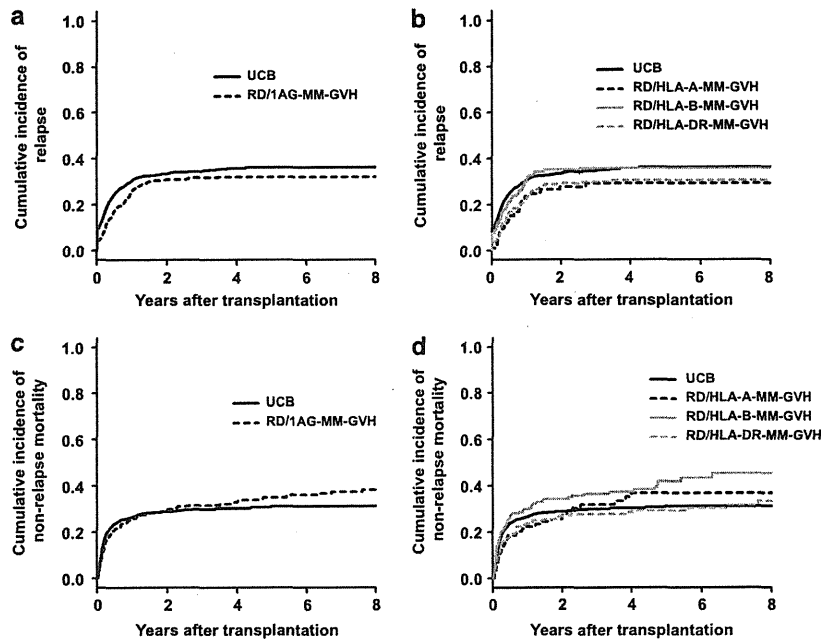 a
1.0
0.8
0.6
0.4
0.2
0.0
Cumulative incidence of
relapse
UCB
RD/1AG-MM-GVH
0 2 4 6 8
Years after transplantation
b
1.0
0.8
0.6
0.4
0.2
0.0
Cumulative incidence of
relapse
UCB
RD/HLA-A-MM-GVH
RD/HLA-B-MM-GVH
RD/HLA-DR-MM-GVH
0 2 4 6 8
Years after transplantation
c
1.0
0.8
0.6
0.4
0.2
0.0
Cumulative incidence of
non-relapse mortality
UCB
RD/1AG-MM-GVH
0 2 4 6 8
Years after transplantation
d
1.0
0.8
0.6
0.4
0.2
0.0
Cumulative incidence of
non-relapse mortality
UCB
RD/HLA-A-MM-GVH
RD/HLA-B-MM-GVH
RD/HLA-DR-MM-GVH
0 2 4 6 8
Years after transplantation